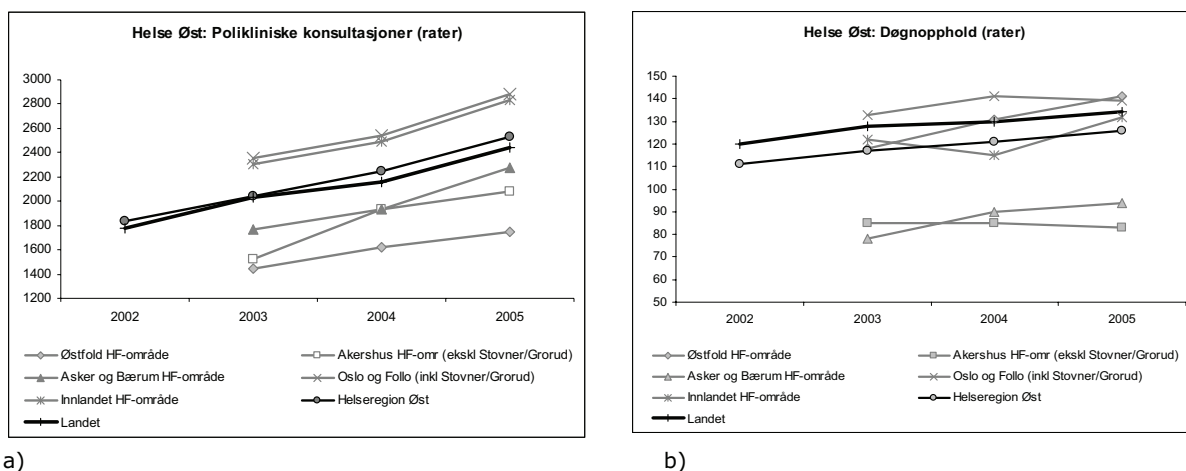 Helse Øst: Polikliniske konsultasjoner (rater)
3000
2800
2600
2400
2200
2000
1800
1600
1400
1200
2002 2003 2004 2005
Østfold HF-område Akershus HF-omr (ekskl Stovner/Grorud)
Asker og Bærum HF-område Oslo og Follo (inkl Stovner/Grorud)
Innlandet HF-område Helseregion Øst
Landet
a)
Helse Øst: Døgnopphold (rater)
150
140
130
120
110
100
90
80
70
60
50
2002 2003 2004 2005
Østfold HF-område Akershus HF-omr (ekskl Stovner/Grorud)
Asker og Bærum HF-område Oslo og Follo (inkl Stovner/Grorud)
Innlandet HF-område Helseregion Øst
Landet
b)